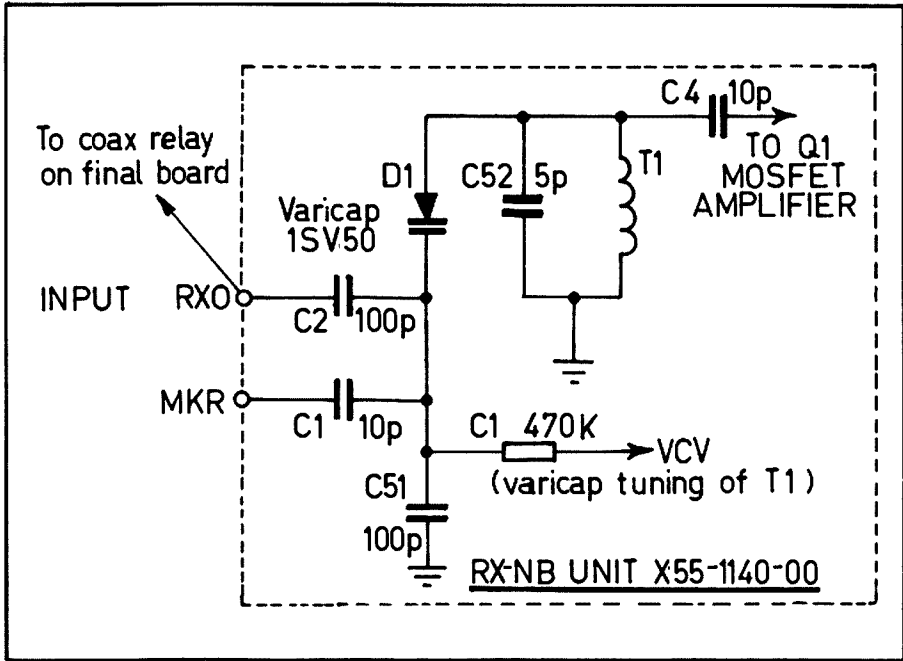 C4 10p
To coax relay
on final board
TO Q1
MOSFET
AMPLIFIER
D1
C52 5p
T1
Varicap
1SV50
INPUT RXO
C2 100p
MKR
C1 10p
C1 470K
VCV
(varicap tuning of T1)
C51
100p
RX-NB UNIT X55-1140-00